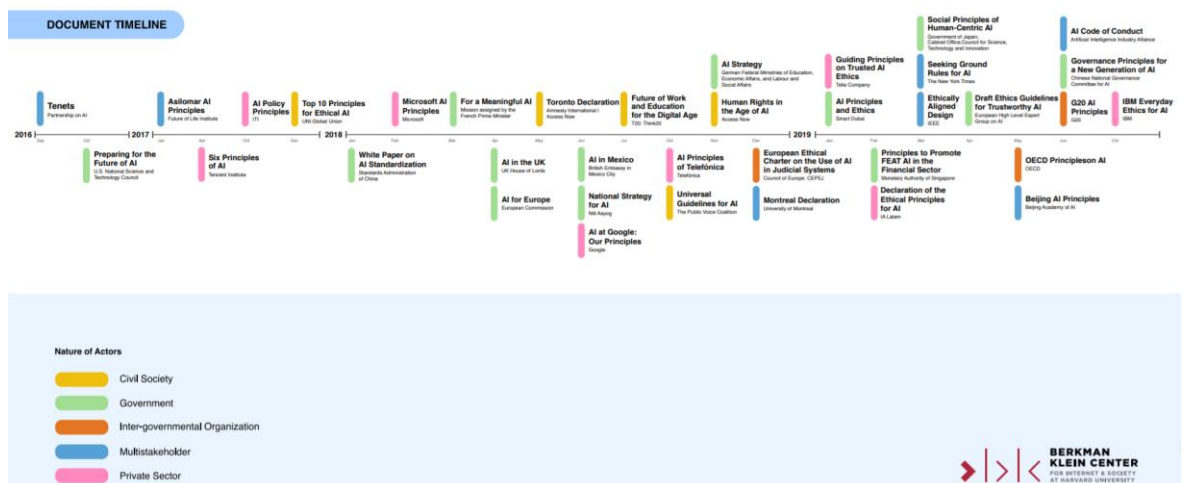 DOCUMENT TIMELINE
Social Principles of
Human-Centric AI
Government of Japan;
Cabinet Office;Council for Science,
Technology and Innovation
AI Code of Conduct
Artificial Intelligence Industry Alliance
AI Strategy
German Federal Ministries of Education,
Economic Affairs, and Labour and
Social Affairs
Guiding Principles
on Trusted AI
Ethics
Telia Company
Seeking Ground
Rules for AI
The New York Times
Governance Principles for
a New Generation of AI
Chinese National Governance
Committee for AI
Tenets
Partnership on AI
Asilomar AI
Principles
Future of Life Institute
AI Policy
Principles
ITI
Top 10 Principles
for Ethical AI
UNI Global Union
Microsoft AI
Principles
Microsoft
For a Meaningful AI
Mission assigned by the
French Prime Minister
Toronto Declaration
Amnesty International |
Access Now
Future of Work
and Education
for the Digital Age
T20: Think20
Human Rights in
the Age of AI
Access Now
AI Principles
and Ethics
Smart Dubai
Ethically
Aligned
Design
IEEE
Draft Ethics Guidelines
for Trustworthy AI
European High Level Expert
Group on AI
G20 AI
Principles
G20
IBM Everyday
Ethics for AI
IBM
2016
2017
2018
2019
Preparing for the
Future of AI
U.S. National Science and
Technology Council
Six Principles
of AI
Tencent Institute
White Paper on
AI Standardization
Standards Administration
of China
AI in the UK
UK House of Lords
AI in Mexico
British Embassy in
Mexico City
AI Principles
of Telefónica
Telefónica
European Ethical
Charter on the Use of AI
in Judicial Systems
Council of Europe: CEPEJ
Principles to Promote
FEAT AI in the
Financial Sector
Monetary Authority of Singapore
OECD Principleson AI
OECD
AI for Europe
European Commission
National Strategy
for AI
Niti Aayog
Universal
Guidelines for AI
The Public Voice Coalition
Montreal Declaration
University of Montreal
Declaration of the
Ethical Principles
for AI
IA Latam
Beijing AI Principles
Beijing Academy of AI
AI at Google:
Our Principles
Google
Nature of Actors
Civil Society
Government
Inter-governmental Organization
Multistakeholder
Private Sector
BERKMAN
KLEIN CENTER
FOR INTERNET & SOCIETY
AT HARVARD UNIVERSITY